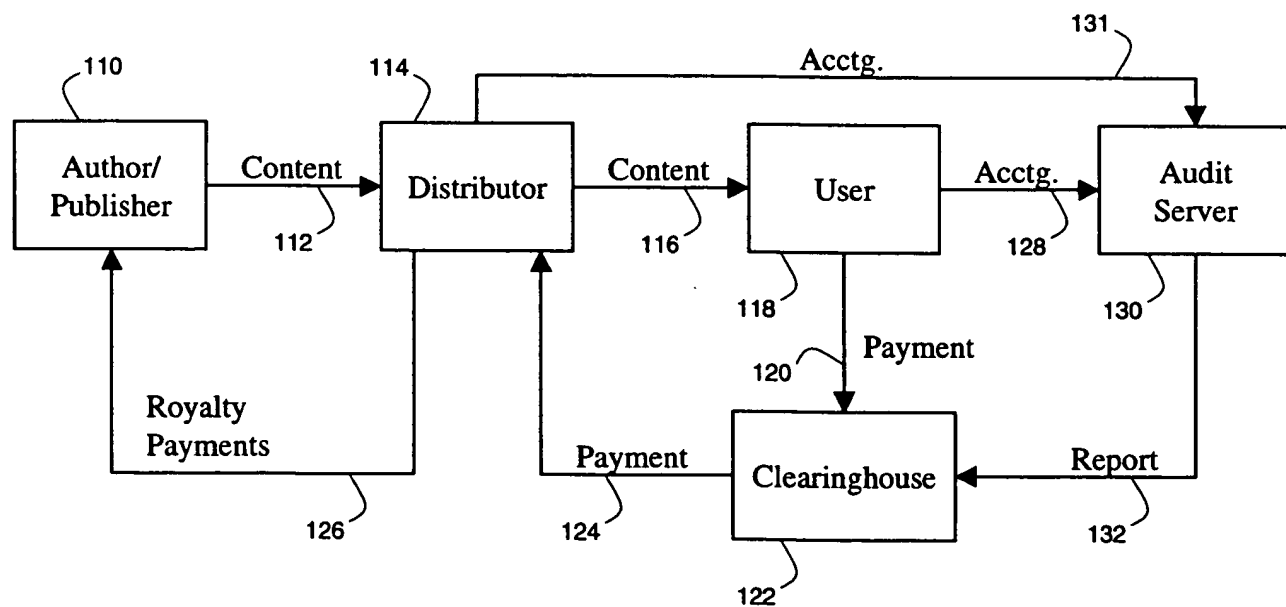 131
110
114
Acctg.
Author/
Publisher
Content
112
Distributor
Content
116
User
118
Acctg.
128
Audit
Server
130
120
Payment
Royalty
Payments
126
Payment
124
Clearinghouse
122
Report
132